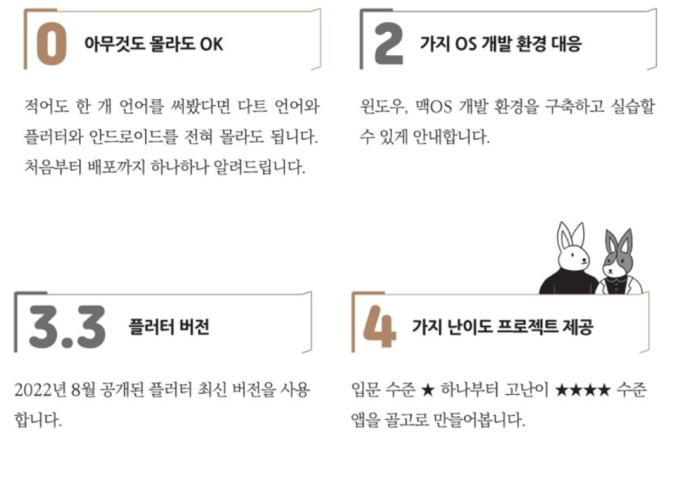 0 아무것도 몰라도 OK
적어도 한 개 언어를 써봤다면 다트 언어와
플러터와 안드로이드를 전혀 몰라도 됩니다.
처음부터 배포까지 하나하나 알려드립니다.
2 가지 OS 개발 환경 대응
윈도우, 맥OS 개발 환경을 구축하고 실습할
수 있게 안내합니다.
3.3 플러터 버전
2022년 8월 공개된 플러터 최신 버전을 사용
합니다.
4 가지 난이도 프로젝트 제공
입문 수준 ★ 하나부터 고난이 ★★★★ 수준
앱을 골고로 만들어봅니다.